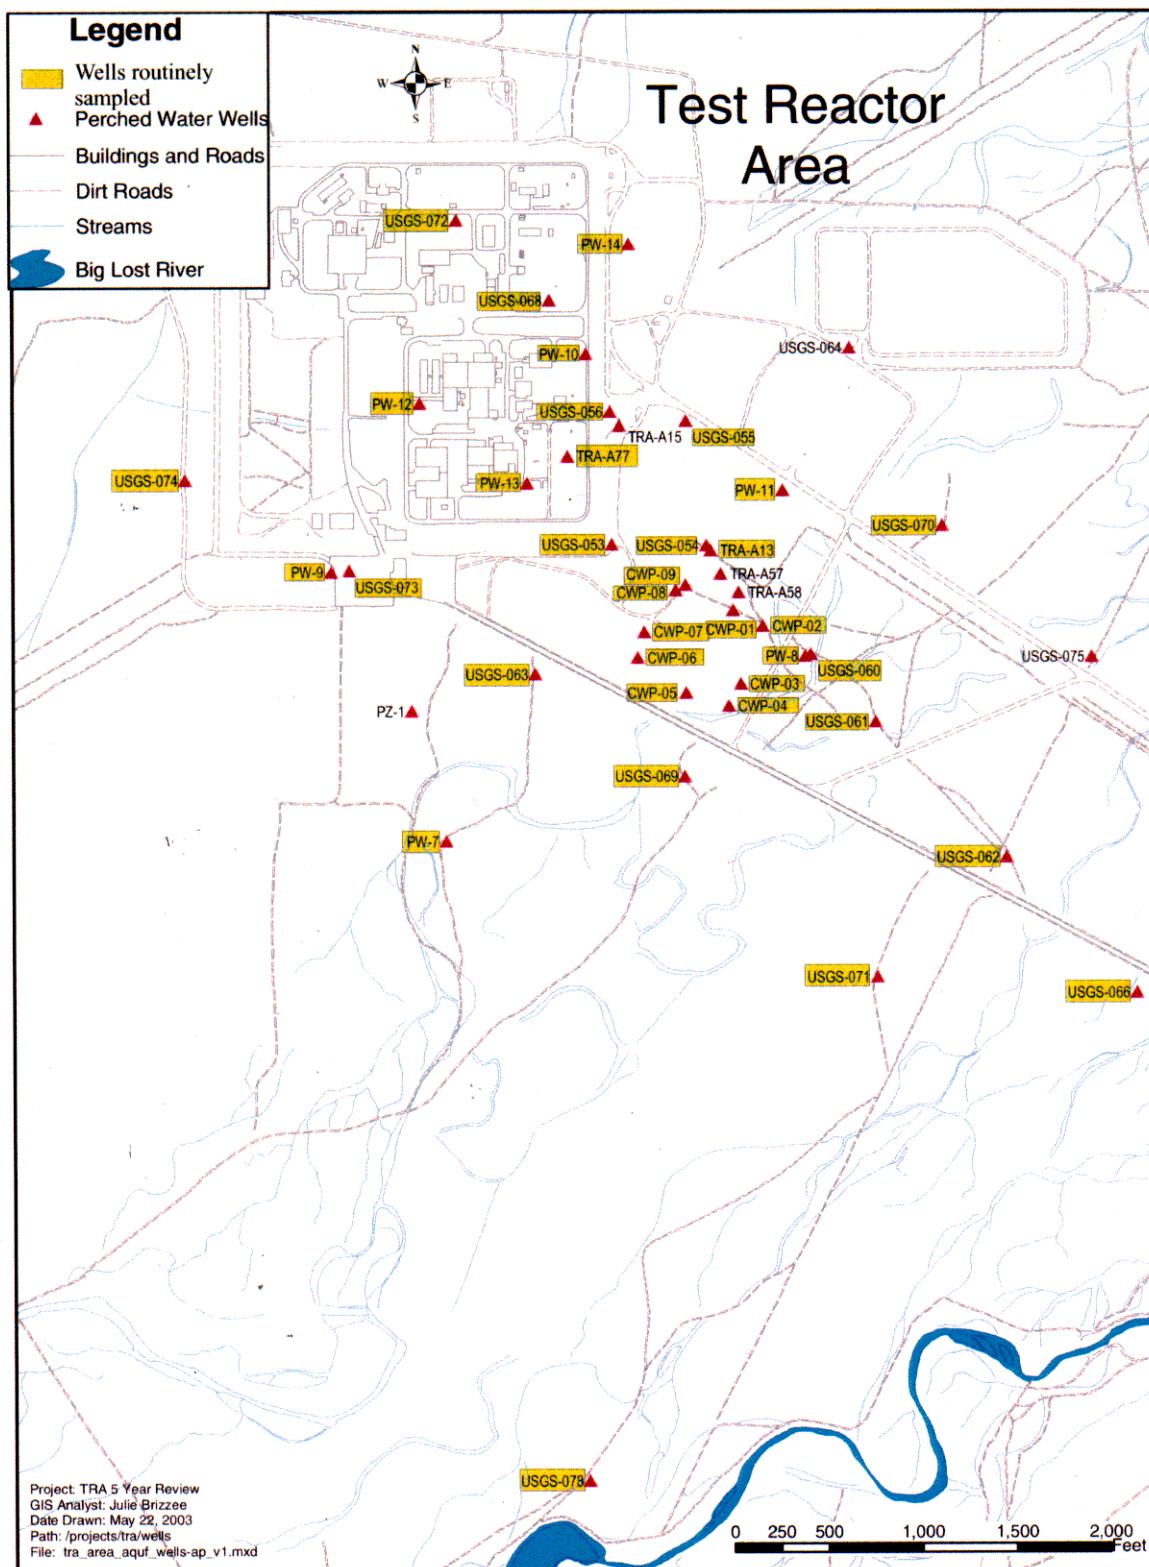 Legend
Wells routinely
sampled
Perched Water Wells
Buildings and Roads
Dirt Roads
Streams
Big Lost River
N
W E
S
Test Reactor
Area
USGS-072
PW-14
USGS-068
USGS-064
PW-10
PW-12
USGS-056
TRA-A15
USGS-055
TRA-A77
USGS-074
PW-13
PW-11
USGS-070
USGS-053
USGS-054
TRA-A13
PW-9
USGS-073
CWP-09
TRA-A57
CWP-08
TRA-A58
CWP-07
CWP-01
CWP-02
CWP-06
PW-8
USGS-060
USGS-075
USGS-063
CWP-03
CWP-05
CWP-04
PZ-1
USGS-061
USGS-069
PW-7
USGS-062
USGS-071
USGS-066
USGS-078
Project: TRA 5 Year Review
GIS Analyst: Julie Brizzee
Date Drawn: May 22, 2003
Path: /projects/tra/wells
File: tra_area_aquf_wells-ap_v1.mxd
0 250 500 1,000 1,500 2,000
Feet